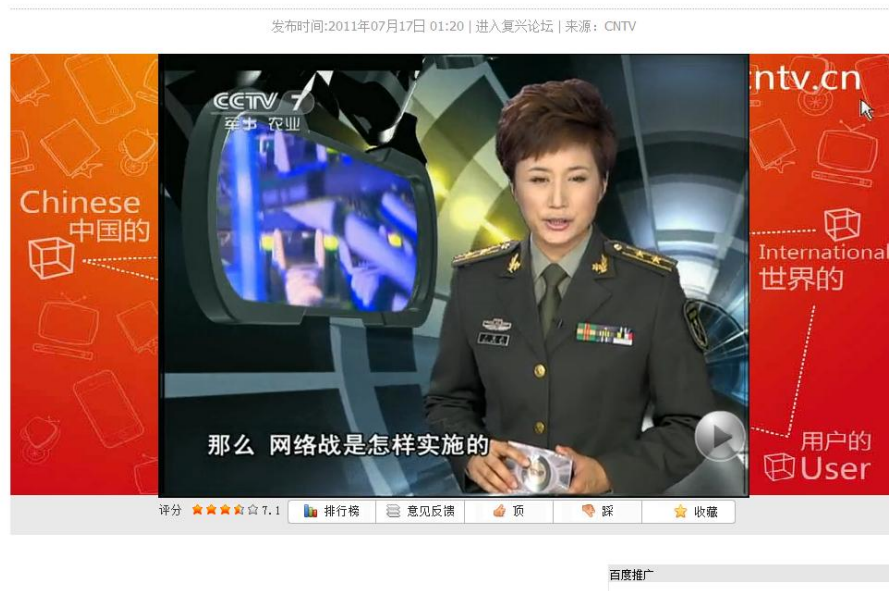 发布时间:2011年07月17日 01:20 | 进入复兴论坛 | 来源：CNTV
cntv.cn
CCTV 7
军事 农业
Chinese
中国的
International
世界的
那么 网络战是怎样实施的
用户的
User
评分 7.1 排行榜 意见反馈 顶 踩 收藏
百度推广